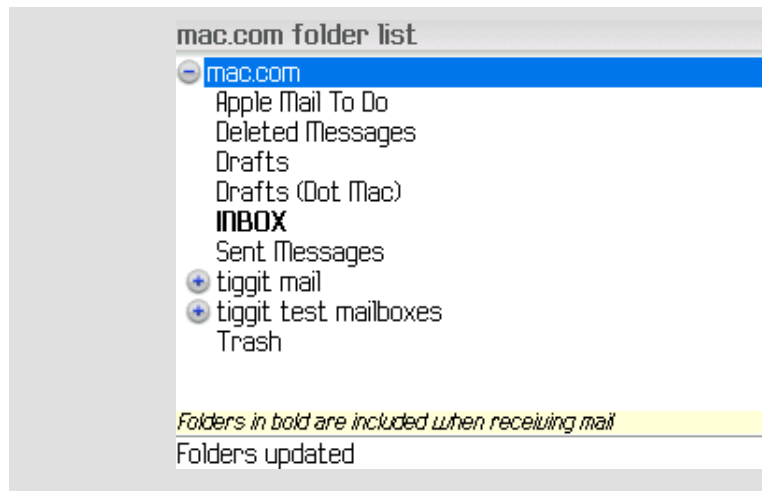 mac.com folder list
mac.com
Apple Mail To Do
Deleted Messages
Drafts
Drafts (Dot Mac)
INBOX
Sent Messages
tiggit mail
tiggit test mailboxes
Trash
Folders in bold are included when receiving mail
Folders updated